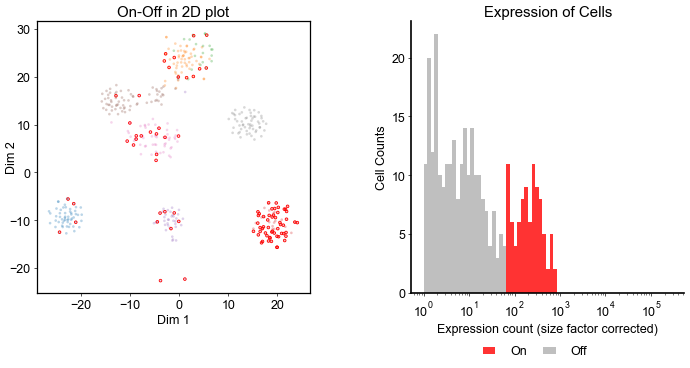 On-Off in 2D plot
30
20
10
0
−10
−20
Dim 2
−20
−10
0
10
20
Dim 1
Expression of Cells
20
15
10
5
0
Cell Counts
10^0
10^1
10^2
10^3
10^4
10^5
Expression count (size factor corrected)
On
Off